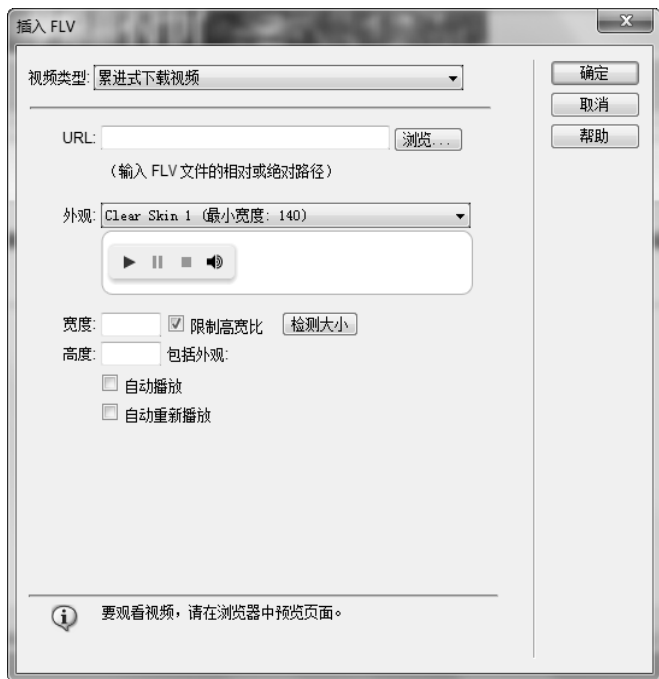 插入 FLV
视频类型: 累进式下载视频
确定
取消
帮助
URL:
浏览...
（输入 FLV 文件的相对或绝对路径）
外观: Clear Skin 1 (最小宽度: 140)
宽度: 限制高宽比 检测大小
高度: 包括外观:
自动播放
自动重新播放
要观看视频，请在浏览器中预览页面。